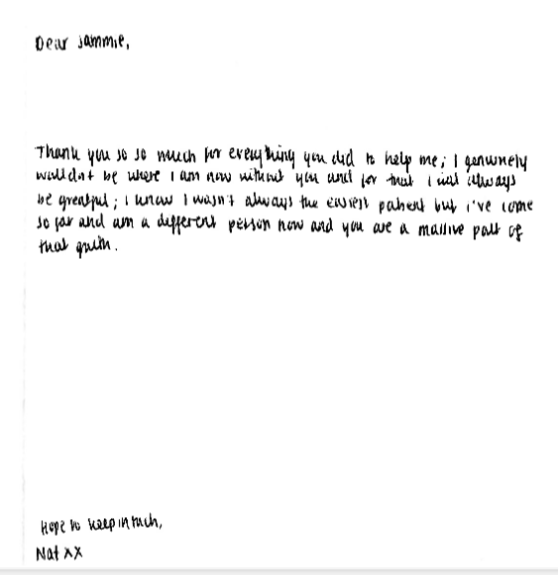 Dear Sammie,
Thank you so so much for everything you did to help me; I genuinely
wouldn't be where I am now without you and for that I will always
be greatful; I know I wasn't always the easiest patient but i've come
so far and am a different person now and you are a massive part of
that
Hope to keep in touch,
Nat xx